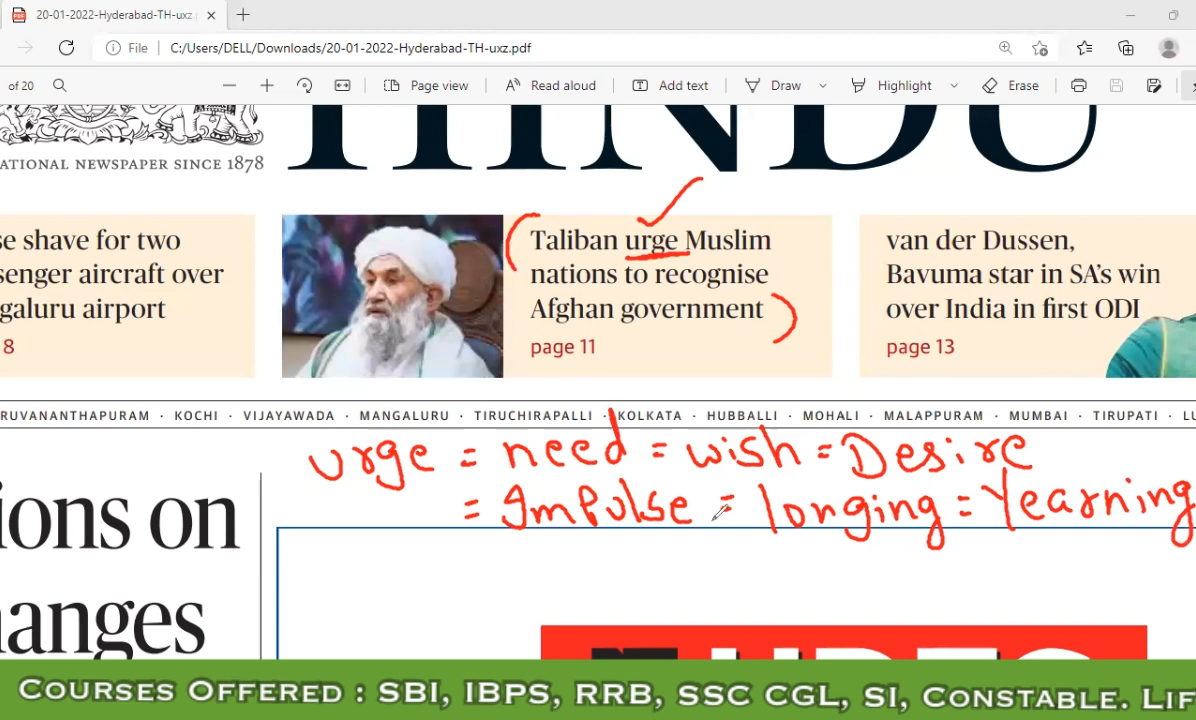 20-01-2022-Hyderabad-TH-uxz.
File C:/Users/DELL/Downloads/20-01-2022-Hyderabad-TH-uxz.pdf
of 20 Page view Read aloud Add text Draw Highlight Erase
HINDU
NATIONAL NEWSPAPER SINCE 1878
se shave for two
senger aircraft over
galuru airport
8
Taliban urge Muslim
nations to recognise
Afghan government
page 11
van der Dussen,
Bavuma star in SA's win
over India in first ODI
page 13
RUVANANTHAPURAM · KOCHI · VIJAYAWADA · MANGALURU · TIRUCHIRAPALLI · KOLKATA · HUBBALLI · MOHALI · MALAPPURAM · MUMBAI · TIRUPATI · LU
urge = need = wish = Desire
= Impulse = longing = Yearning
ions on
hanges
COURSES OFFERED : SBI, IBPS, RRB, SSC CGL, SI, CONSTABLE. LIF